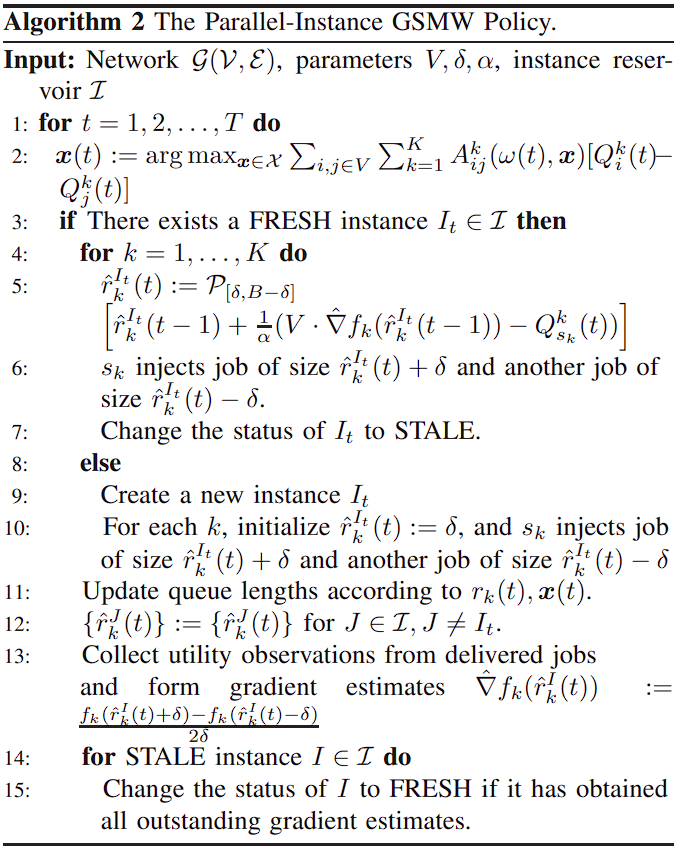 Algorithm 2 The Parallel-Instance GSMW Policy.
Input: Network $\mathcal{G}(\mathcal{V}, \mathcal{E})$, parameters $V, \delta, \alpha$, instance reser-
voir $\mathcal{I}$
1: for $t = 1, 2, \ldots, T$ do
2: $\boldsymbol{x}(t) := \arg\max_{\boldsymbol{x} \in \mathcal{X}} \sum_{i,j \in V} \sum_{k=1}^{K} A_{ij}^k(\omega(t), \boldsymbol{x})[Q_i^k(t) -$
$Q_j^k(t)]$
3: if There exists a FRESH instance $I_t \in \mathcal{I}$ then
4: for $k = 1, \ldots, K$ do
5: $\hat{r}_k^{I_t}(t) := \mathcal{P}_{[\delta, B-\delta]}$
$\left[\hat{r}_k^{I_t}(t-1) + \frac{1}{\alpha}(V \cdot \hat{\nabla} f_k(\hat{r}_k^{I_t}(t-1)) - Q_{s_k}^k(t))\right]$
6: $s_k$ injects job of size $\hat{r}_k^{I_t}(t) + \delta$ and another job of
size $\hat{r}_k^{I_t}(t) - \delta$.
7: Change the status of $I_t$ to STALE.
8: else
9: Create a new instance $I_t$
10: For each $k$, initialize $\hat{r}_k^{I_t}(t) := \delta$, and $s_k$ injects job
of size $\hat{r}_k^{I_t}(t) + \delta$ and another job of size $\hat{r}_k^{I_t}(t) - \delta$
11: Update queue lengths according to $r_k(t), \boldsymbol{x}(t)$.
12: $\{\hat{r}_k^J(t)\} := \{\hat{r}_k^J(t)\}$ for $J \in \mathcal{I}, J \neq I_t$.
13: Collect utility observations from delivered jobs
and form gradient estimates $\hat{\nabla} f_k(\hat{r}_k^I(t))$ :=
$\frac{f_k(\hat{r}_k^I(t)+\delta) - f_k(\hat{r}_k^I(t)-\delta)}{2\delta}$
14: for STALE instance $I \in \mathcal{I}$ do
15: Change the status of $I$ to FRESH if it has obtained
all outstanding gradient estimates.